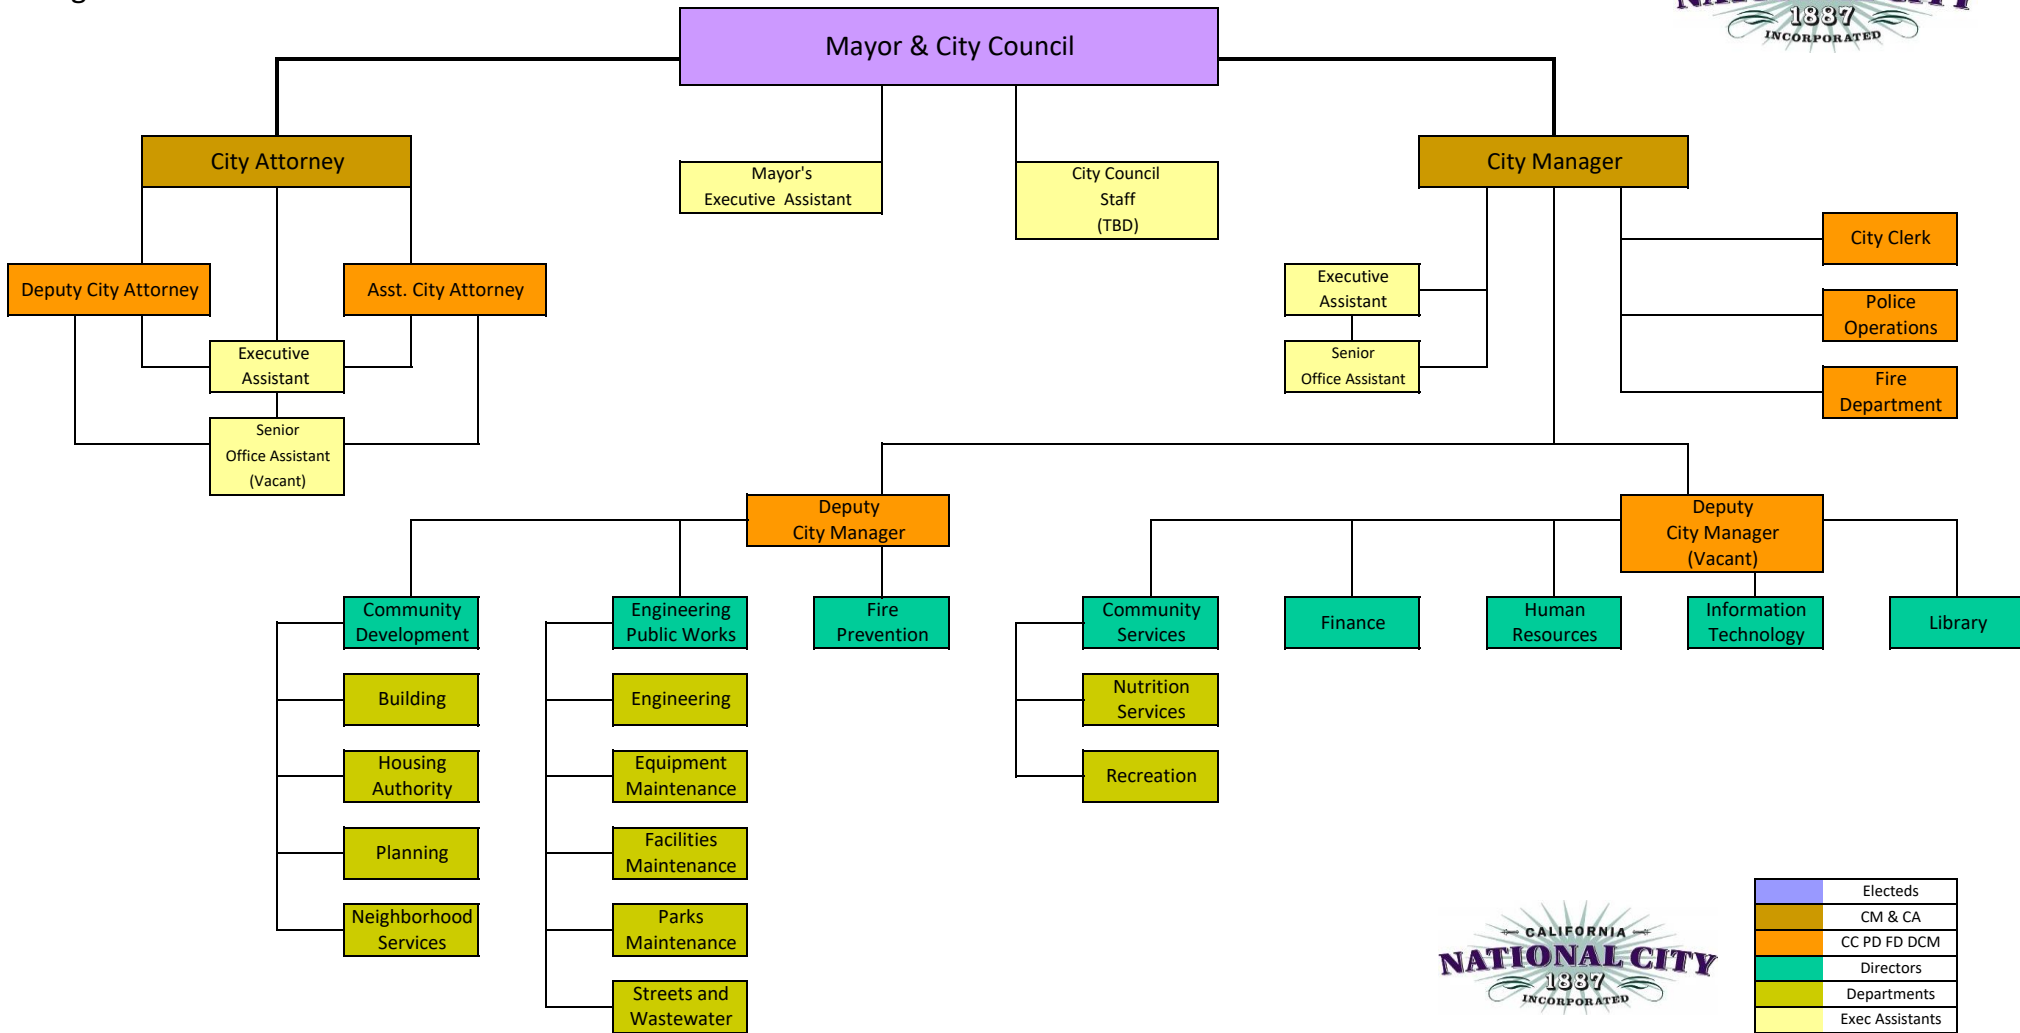 NATIONAL CITY
1887
INCORPORATED
Mayor & City Council
City Attorney
Mayor's
Executive Assistant
City Council
Staff
(TBD)
City Manager
City Clerk
Deputy City Attorney
Asst. City Attorney
Executive
Assistant
Police
Operations
Executive
Assistant
Senior
Office Assistant
Fire
Department
Senior
Office Assistant
(Vacant)
Deputy
City Manager
Deputy
City Manager
(Vacant)
Community
Development
Engineering
Public Works
Fire
Prevention
Community
Services
Finance
Human
Resources
Information
Technology
Library
Building
Engineering
Nutrition
Services
Housing
Authority
Equipment
Maintenance
Recreation
Planning
Facilities
Maintenance
Neighborhood
Services
Parks
Maintenance
Streets and
Wastewater
CALIFORNIA
NATIONAL CITY
1887
INCORPORATED
Electeds
CM & CA
CC PD FD DCM
Directors
Departments
Exec Assistants